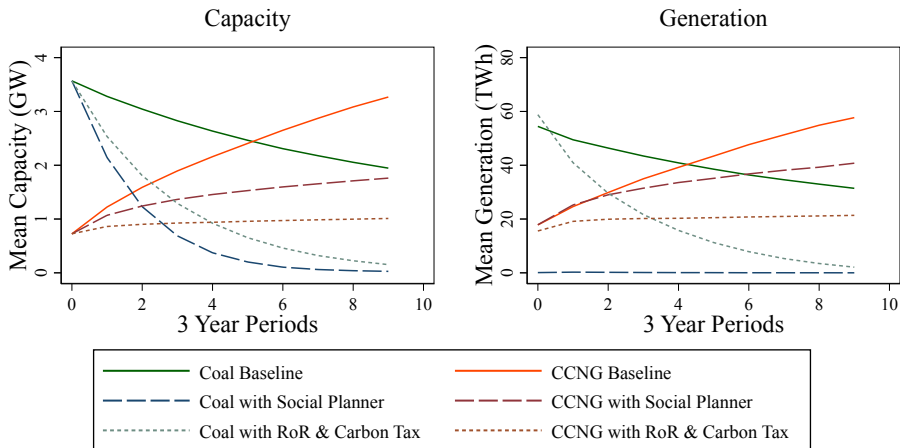 Capacity
Generation
Mean Capacity (GW)
4
3
2
1
0
0 2 4 6 8 10
3 Year Periods
Mean Generation (TWh)
80
60
40
20
0
0 2 4 6 8 10
3 Year Periods
Coal Baseline
CCNG Baseline
Coal with Social Planner
CCNG with Social Planner
Coal with RoR & Carbon Tax
CCNG with RoR & Carbon Tax